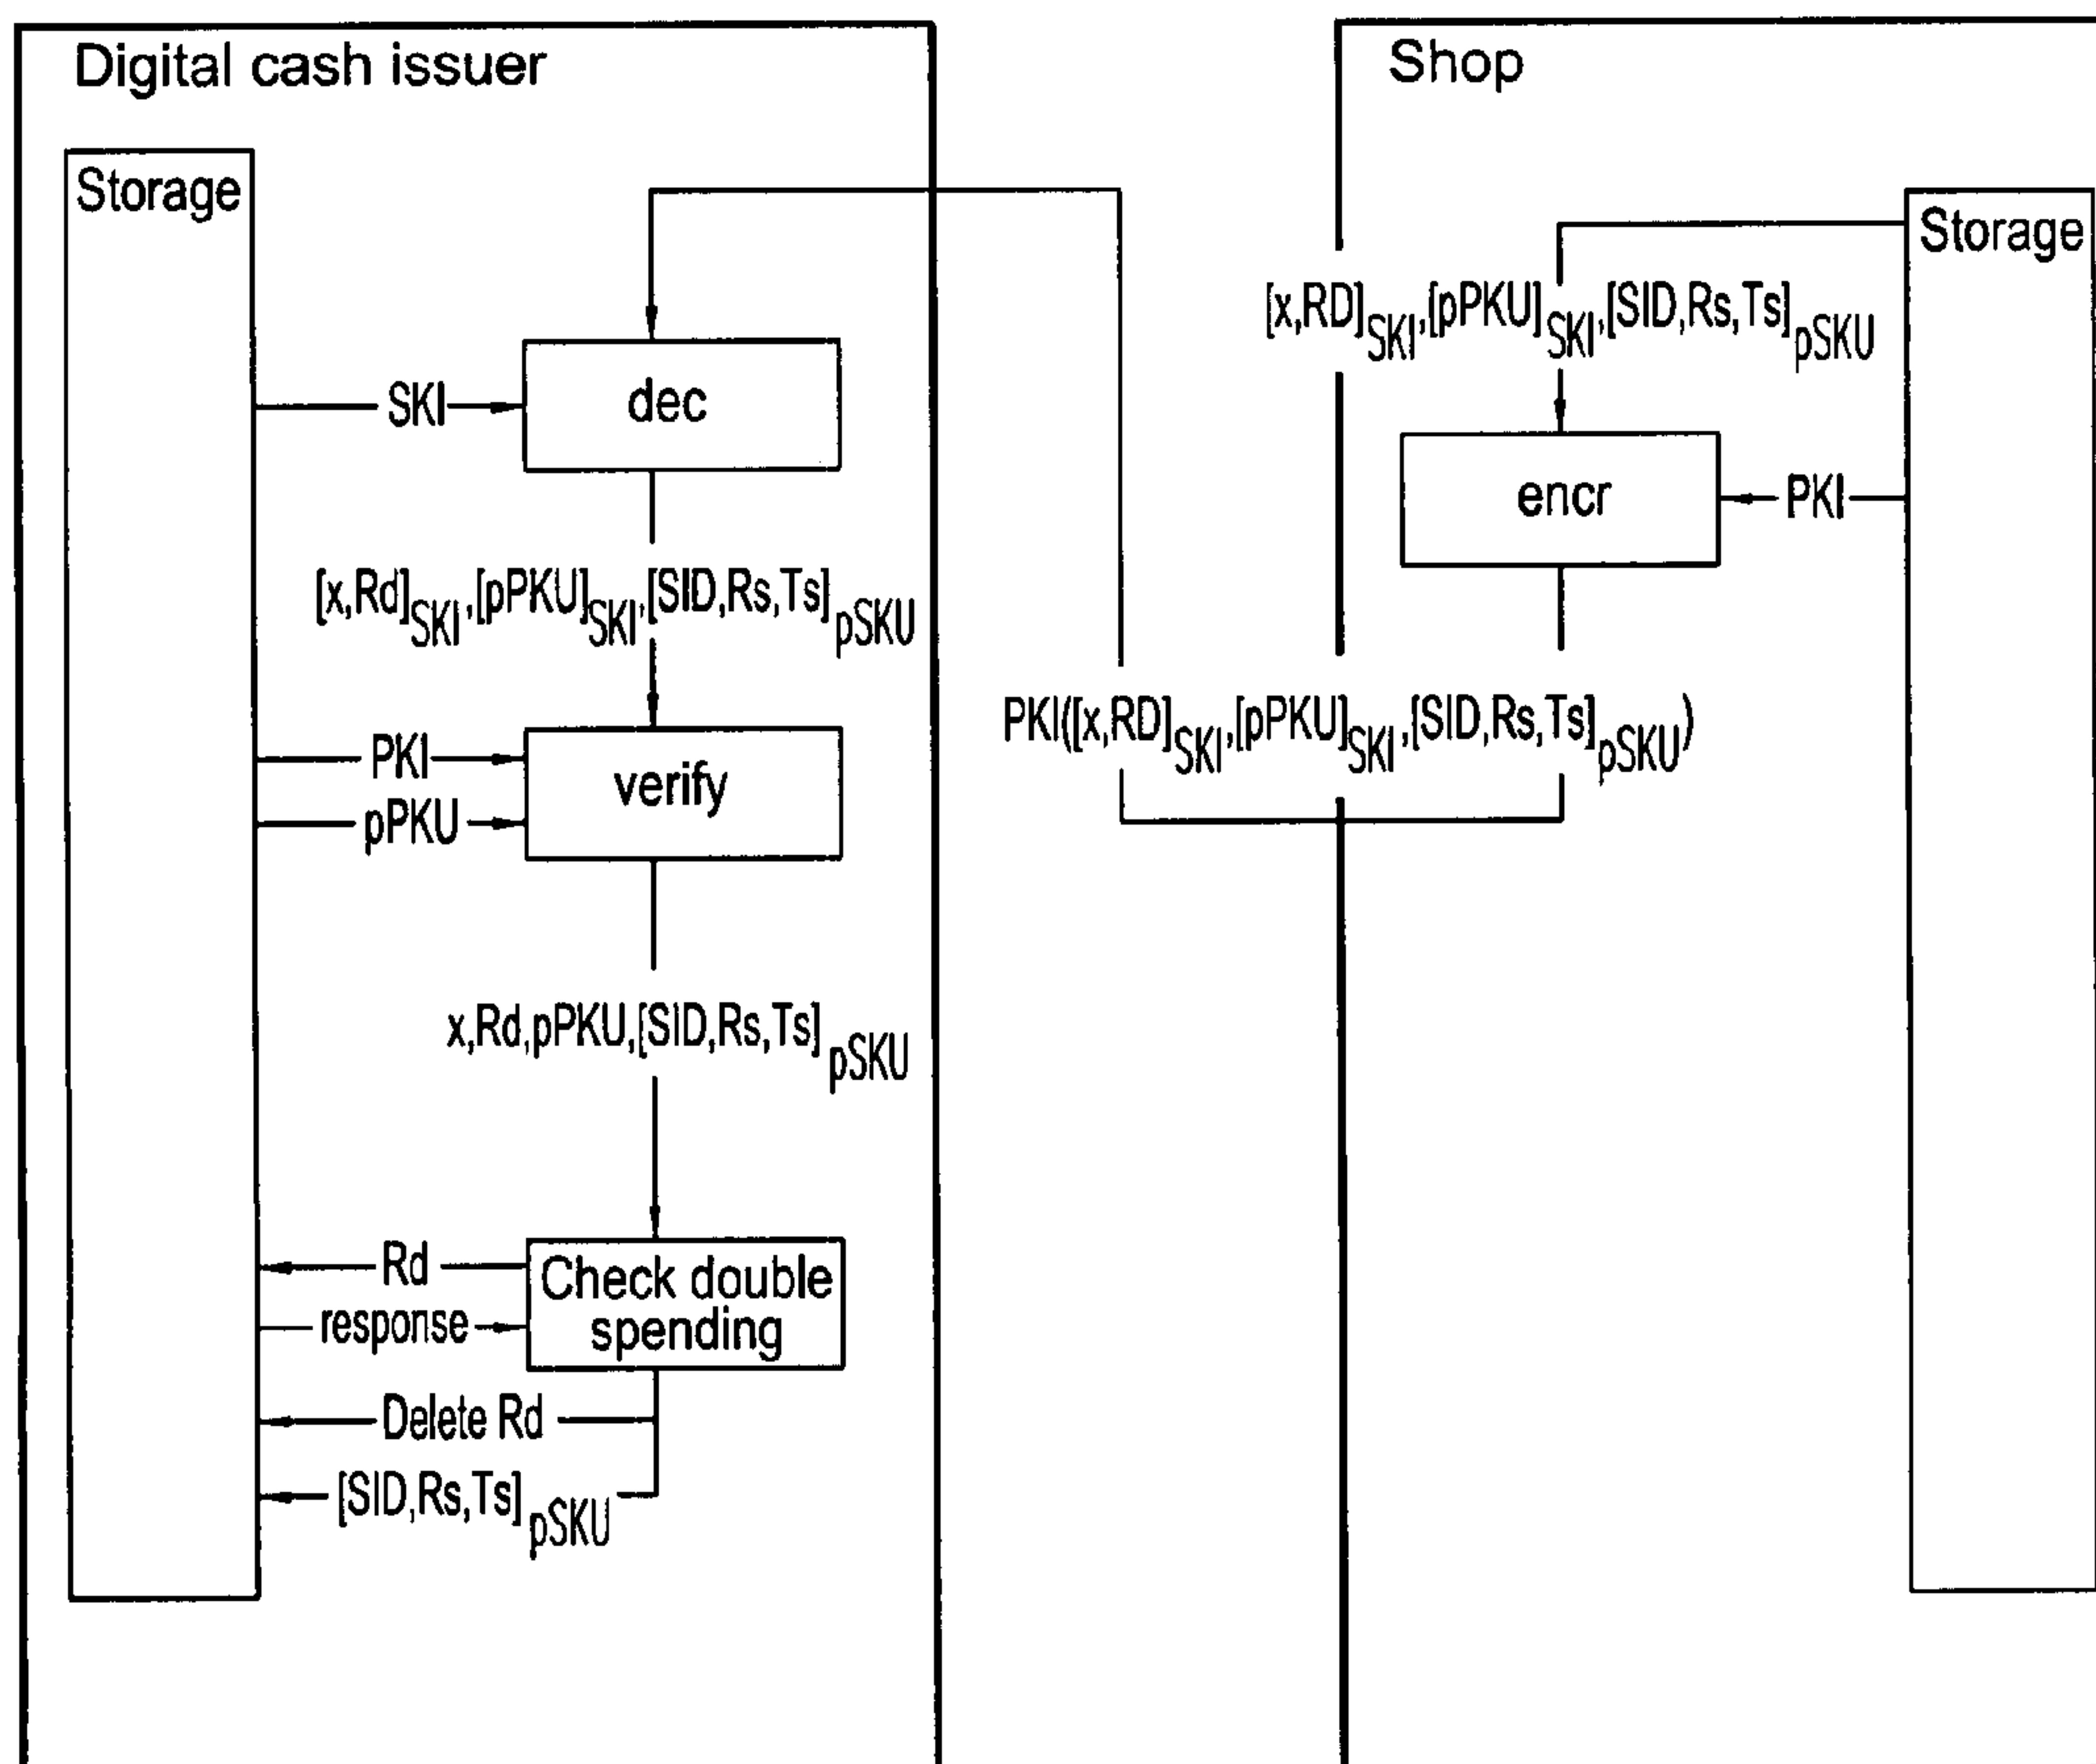 Digital cash issuer
Storage
SKI
dec
[x,Rd]SKI,[pPKU]SKI,[SID,Rs,Ts]pSKU
PKI
pPKU
verify
x,Rd,pPKU,[SID,Rs,Ts]pSKU
Rd
response
Check double
spending
Delete Rd
[SID,Rs,Ts]pSKU
PKI([x,RD]SKI,[pPKU]SKI,[SID,Rs,Ts]pSKU)
Shop
Storage
[x,RD]SKI,[pPKU]SKI,[SID,Rs,Ts]pSKU
encr
PKI